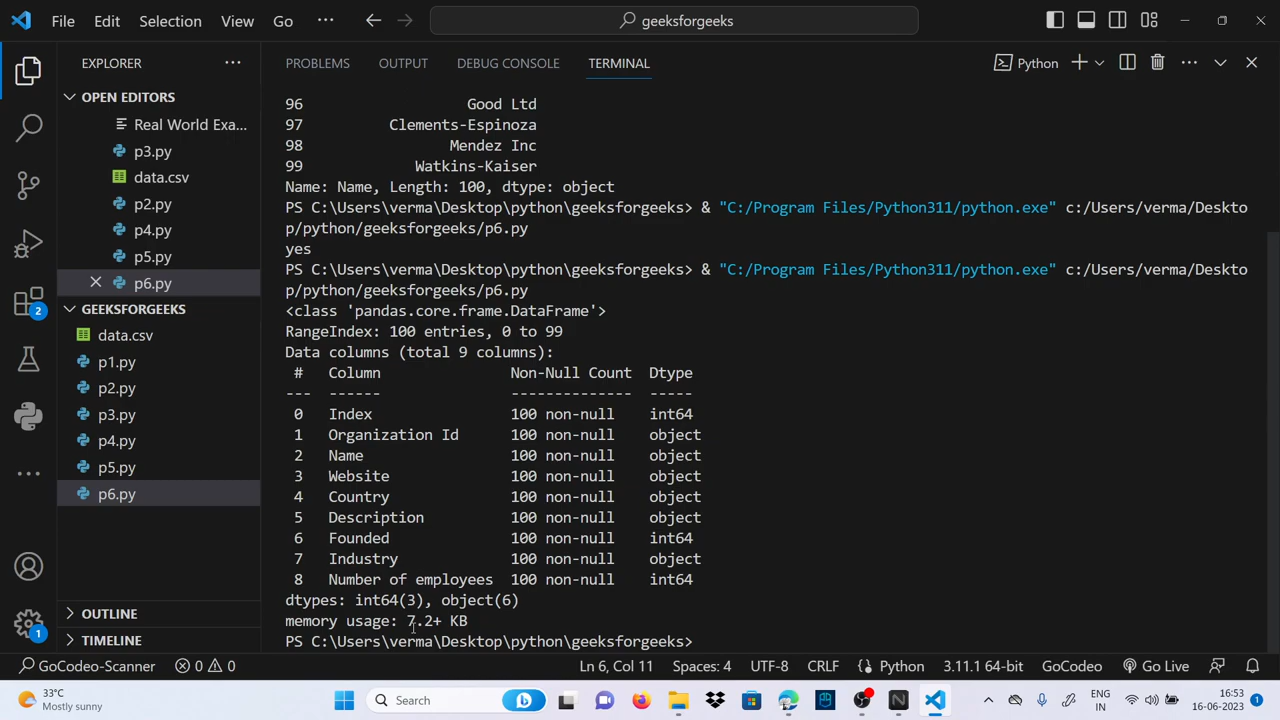 File Edit Selection View Go ··· geeksforgeeks
EXPLORER ···
PROBLEMS OUTPUT DEBUG CONSOLE TERMINAL Python
OPEN EDITORS
Real World Exa...
p3.py
data.csv
p2.py
p4.py
p5.py
p6.py
GEEKSFORGEEKS
data.csv
p1.py
p2.py
p3.py
p4.py
p5.py
p6.py
OUTLINE
TIMELINE
2
1
96 Good Ltd
97 Clements-Espinoza
98 Mendez Inc
99 Watkins-Kaiser
Name: Name, Length: 100, dtype: object
PS C:\Users\verma\Desktop\python\geeksforgeeks> & "C:/Program Files/Python311/python.exe" c:/Users/verma/Deskto
p/python/geeksforgeeks/p6.py
yes
PS C:\Users\verma\Desktop\python\geeksforgeeks> & "C:/Program Files/Python311/python.exe" c:/Users/verma/Deskto
p/python/geeksforgeeks/p6.py
<class 'pandas.core.frame.DataFrame'>
RangeIndex: 100 entries, 0 to 99
Data columns (total 9 columns):
# Column Non-Null Count Dtype
--- ------ -------------- -----
0 Index 100 non-null int64
1 Organization Id 100 non-null object
2 Name 100 non-null object
3 Website 100 non-null object
4 Country 100 non-null object
5 Description 100 non-null object
6 Founded 100 non-null int64
7 Industry 100 non-null object
8 Number of employees 100 non-null int64
dtypes: int64(3), object(6)
memory usage: 7.2+ KB
PS C:\Users\verma\Desktop\python\geeksforgeeks>
GoCodeo-Scanner 0 0 Ln 6, Col 11 Spaces: 4 UTF-8 CRLF Python 3.11.1 64-bit GoCodeo Go Live
33°C
Mostly sunny
Search
ENG
IN
16:53
16-06-2023
1